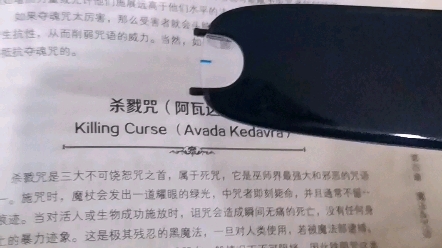 如果夺魂咒太厉害,那么受害者就会
生抗性,从而削弱咒语的威力。当然,如
抵抗夺魂咒的。
杀戮咒(阿瓦达
Killing Curse (Avada Kedavra)
杀戮咒是三大不可饶恕咒之首,属于死咒,它是巫师界最强大和邪恶的咒语
一。施咒时,魔杖会发出一道耀眼的绿光,中咒者即刻毙命,并且通常不留
痕迹。当对活人或生物成功施放时,诅咒会造成瞬间无痛的死亡,没有任何身
上的暴力迹象。这是极其残忍的黑魔法,一旦对人类使用,若被魔法部逮捕,